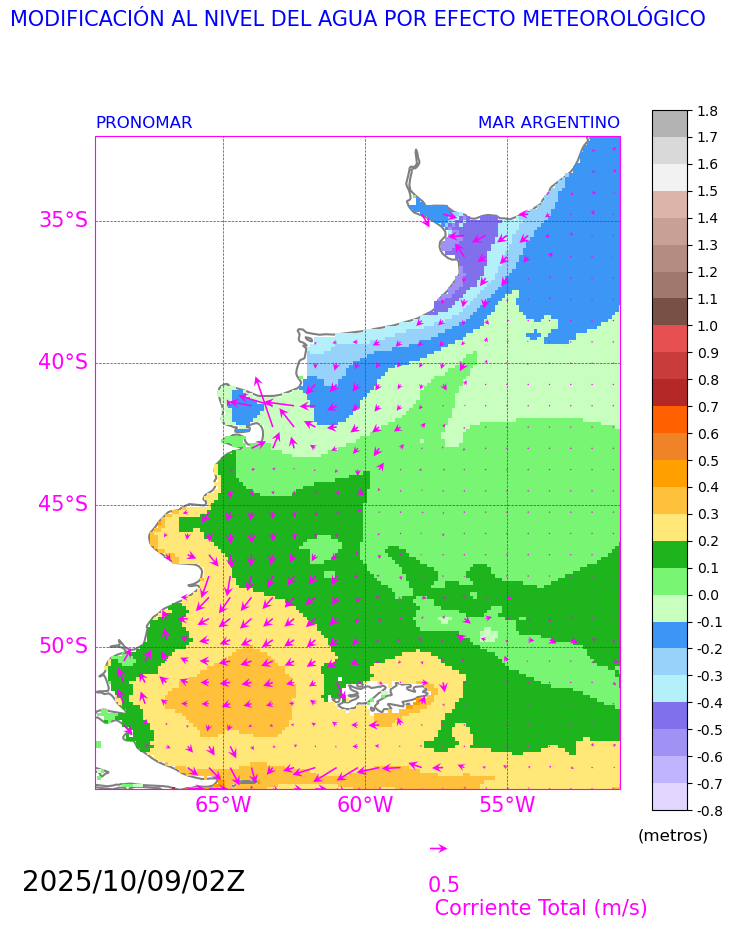 MODIFICACIÓN AL NIVEL DEL AGUA POR EFECTO METEOROLÓGICO
PRONOMAR
MAR ARGENTINO
35°S
40°S
45°S
50°S
65°W
60°W
55°W
1.8
1.7
1.6
1.5
1.4
1.3
1.2
1.1
1.0
0.9
0.8
0.7
0.6
0.5
0.4
0.3
0.2
0.1
0.0
-0.1
-0.2
-0.3
-0.4
-0.5
-0.6
-0.7
-0.8
(metros)
2025/10/09/02Z
0.5
Corriente Total (m/s)